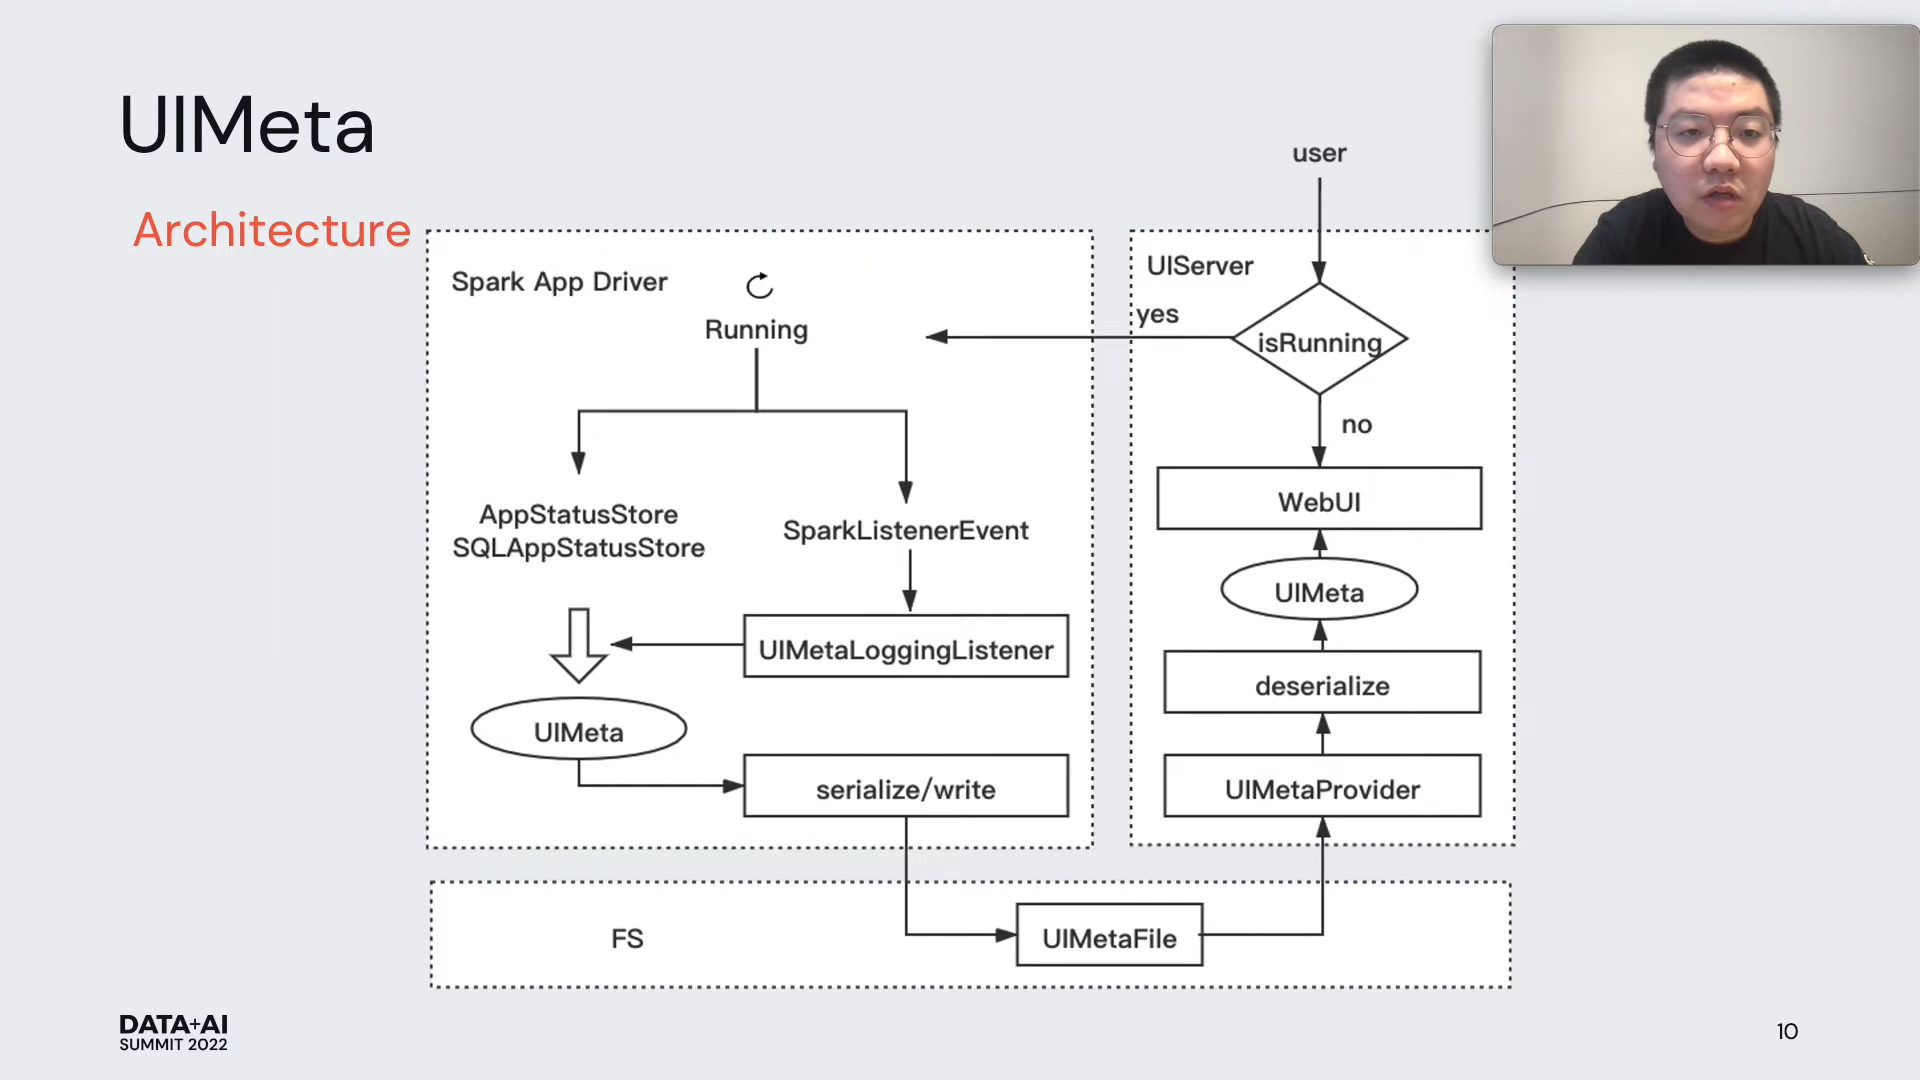 UIMeta
Architecture
user
Spark App Driver
Running
UIServer
yes
isRunning
no
AppStatusStore
SQLAppStatusStore
SparkListenerEvent
WebUI
UIMeta
UIMetaLoggingListener
deserialize
UIMeta
serialize/write
UIMetaProvider
FS
UIMetaFile
DATA+AI
SUMMIT 2022
10